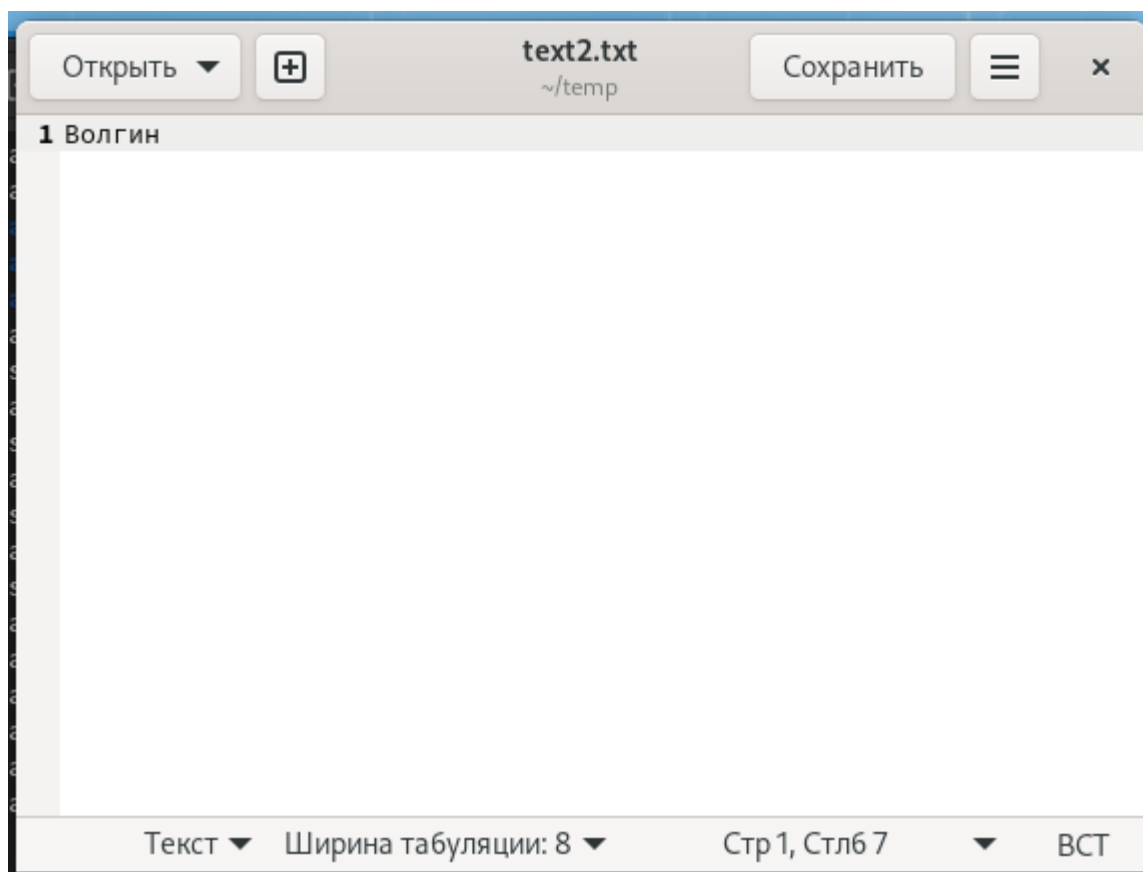 Открыть
text2.txt
~/temp
Сохранить
1 Волгин
Текст Ширина табуляции: 8 Стр 1, Стлб 7 ВСТ